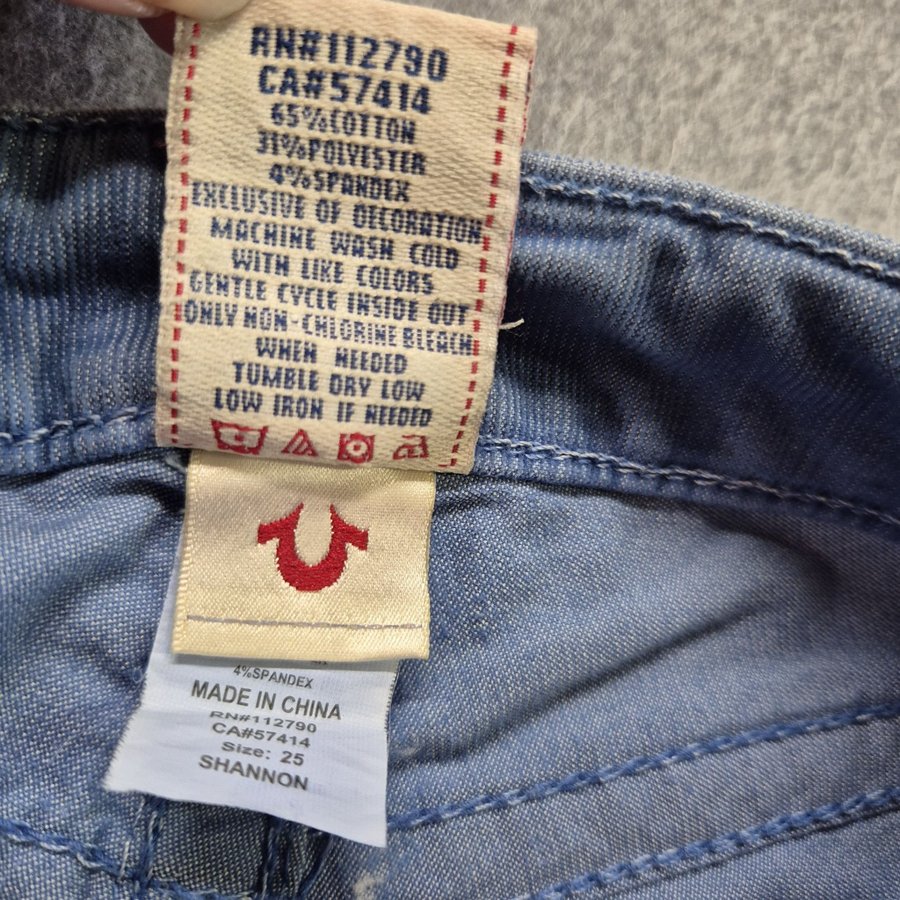 RN#112790
CA#57414
65%COTTON
31%POLYESTER
4%SPANDEX
EXCLUSIVE OF DECORATION
MACHINE WASH COLD
WITH LIKE COLORS
GENTLE CYCLE INSIDE OUT
ONLY NON-CHLORINE BLEACH
WHEN NEEDED
TUMBLE DRY LOW
LOW IRON IF NEEDED
4%SPANDEX
MADE IN CHINA
RN#112790
CA#57414
Size: 25
SHANNON